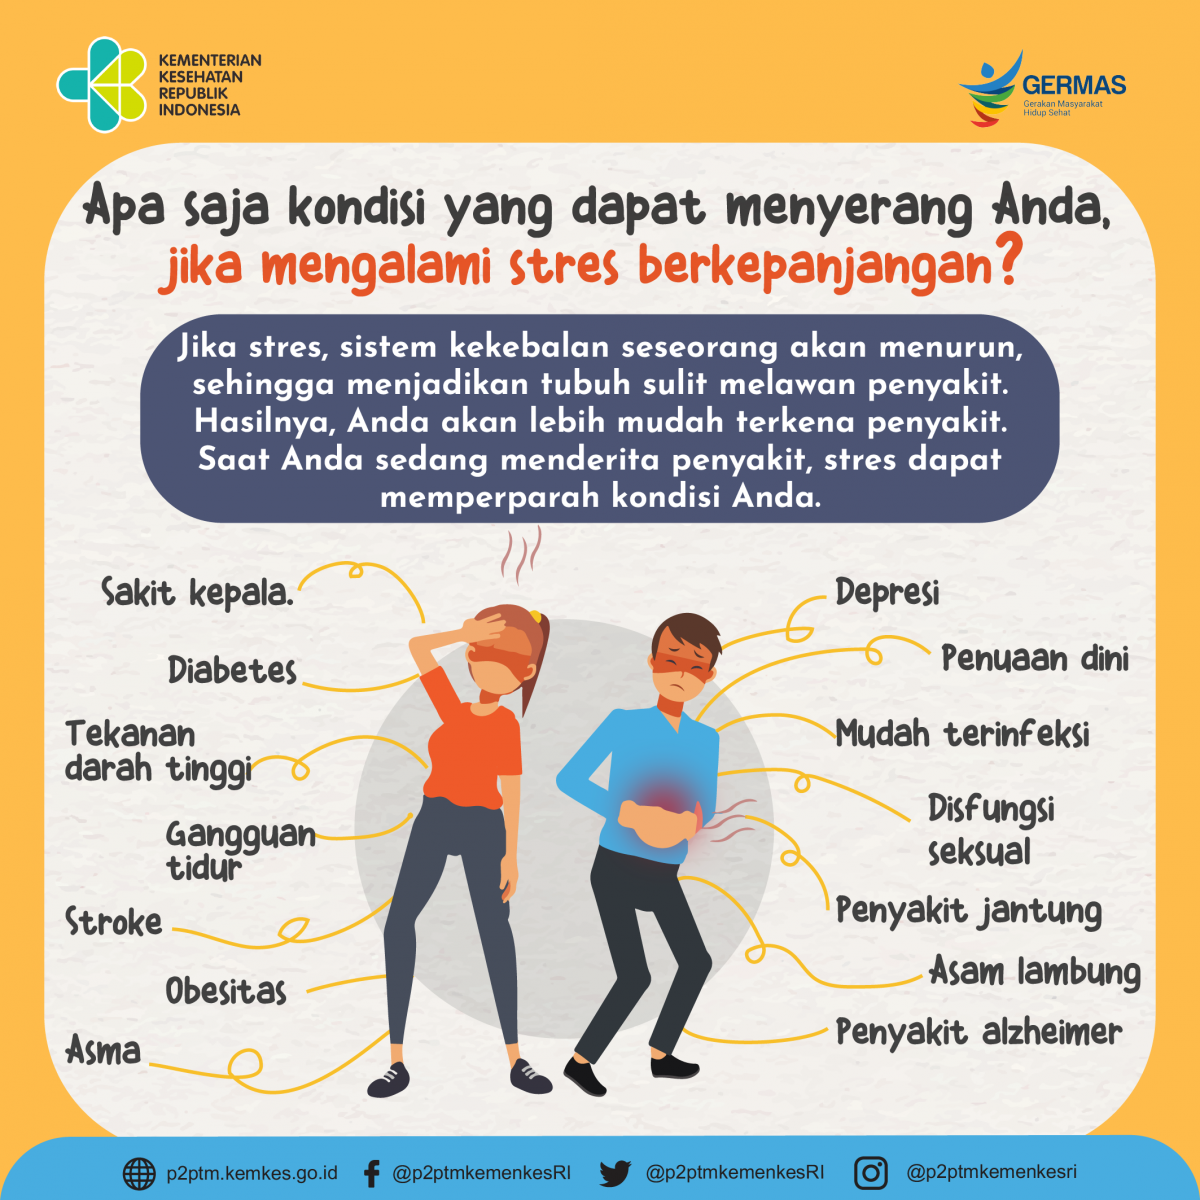 KEMENTERIAN
KESEHATAN
REPUBLIK
INDONESIA
GERMAS
Gerakan Masyarakat
Hidup Sehat
Apa saja kondisi yang dapat menyerang Anda,
jika mengalami stres berkepanjangan?
Jika stres, sistem kekebalan seseorang akan menurun,
sehingga menjadikan tubuh sulit melawan penyakit.
Hasilnya, Anda akan lebih mudah terkena penyakit.
Saat Anda sedang menderita penyakit, stres dapat
memperparah kondisi Anda.
Sakit kepala.
Diabetes
Tekanan
darah tinggi
Gangguan
tidur
Stroke
Obesitas
Asma
Depresi
Penuaan dini
Mudah terinfeksi
Disfungsi
seksual
Penyakit jantung
Asam lambung
Penyakit alzheimer
p2ptm.kemkes.go.id
@p2ptmkemenkesRI
@p2ptmkemenkesRI
@p2ptmkemenkesri